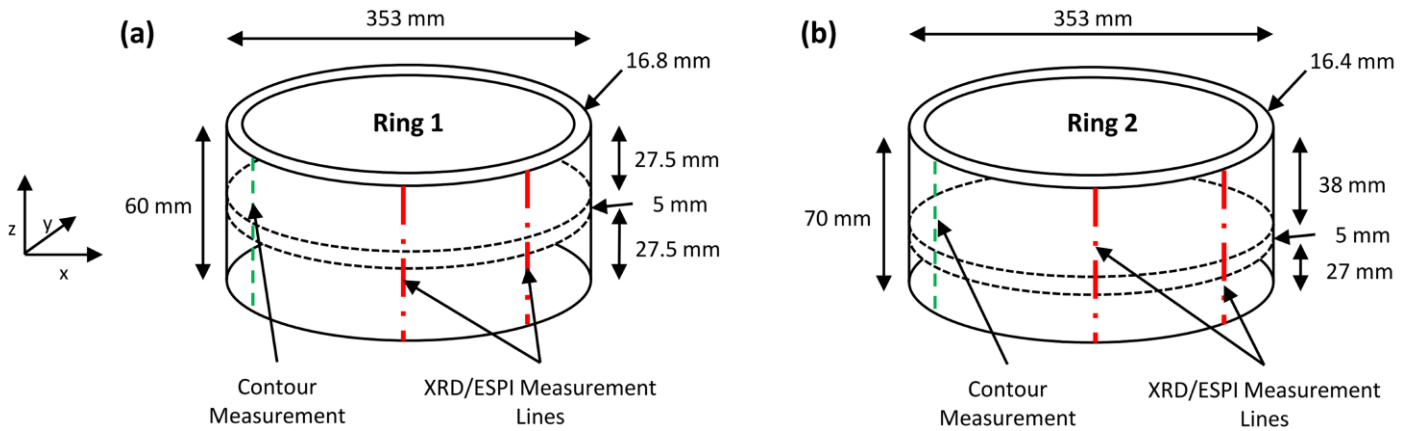 (a)
353 mm
16.8 mm
Ring 1
27.5 mm
60 mm
5 mm
27.5 mm
z
y
x
Contour
Measurement
XRD/ESPI Measurement
Lines
(b)
353 mm
16.4 mm
Ring 2
38 mm
70 mm
5 mm
27 mm
Contour
Measurement
XRD/ESPI Measurement
Lines